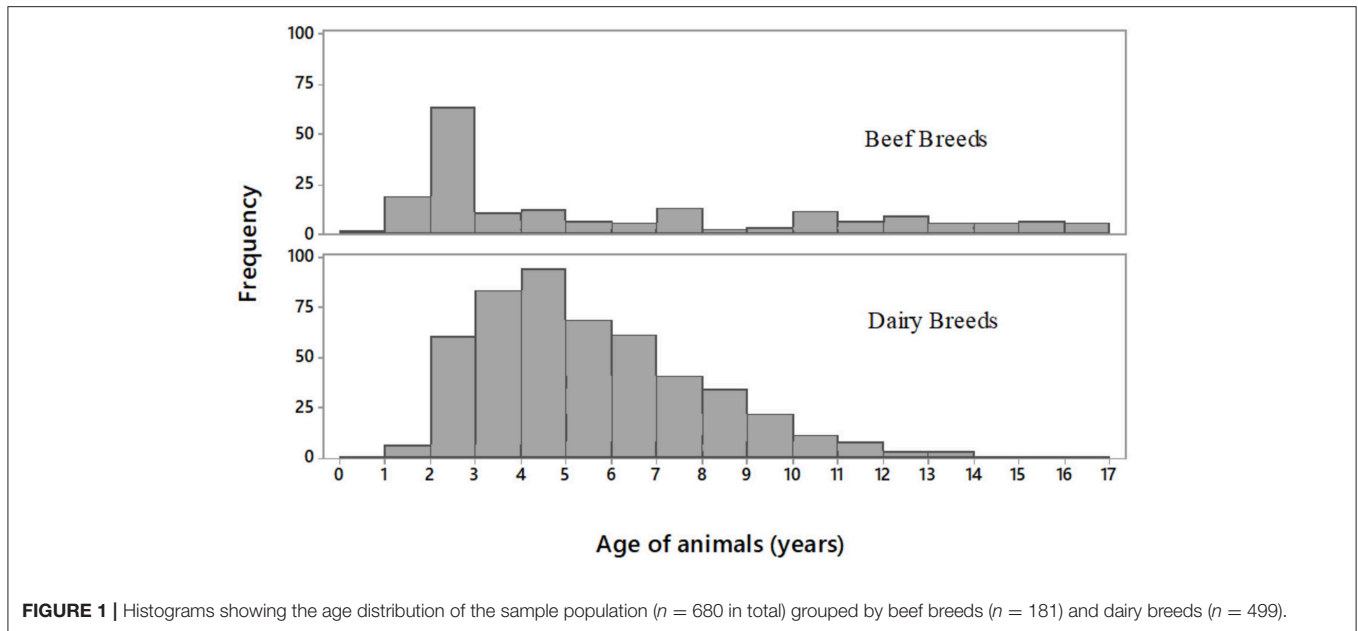 100
75
50
25
0
Beef Breeds
Frequency
100
75
50
25
0
Dairy Breeds
0 1 2 3 4 5 6 7 8 9 10 11 12 13 14 15 16 17
Age of animals (years)
FIGURE 1 | Histograms showing the age distribution of the sample population (n = 680 in total) grouped by beef breeds (n = 181) and dairy breeds (n = 499).